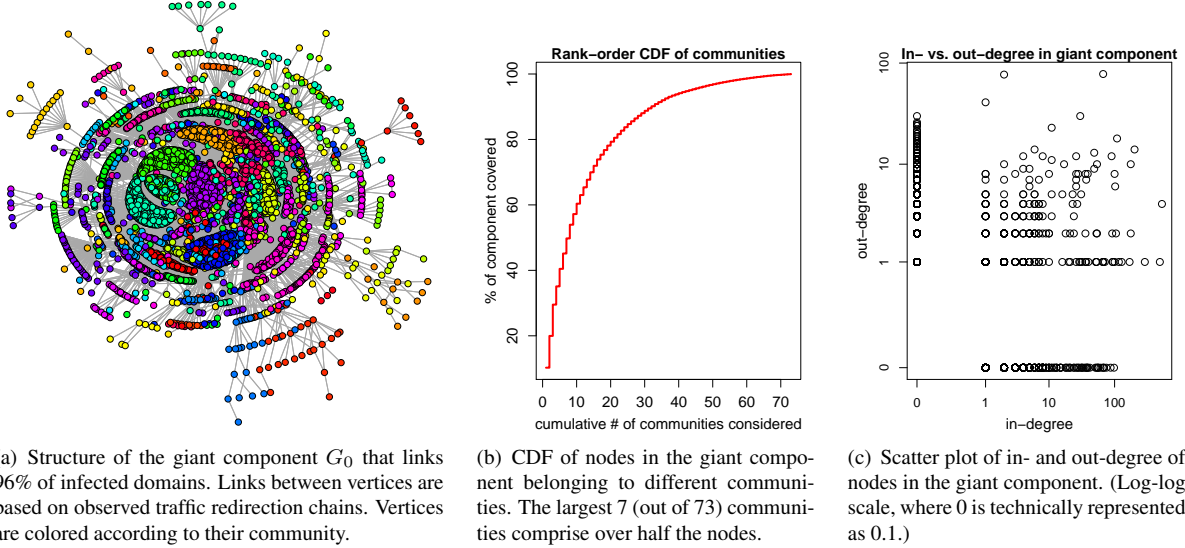 Rank−order CDF of communities
% of component covered
100
80
60
40
20
0 10 20 30 40 50 60 70
cumulative # of communities considered
In− vs. out−degree in giant component
out−degree
100
10
1
0
0 1 10 100
in−degree
a) Structure of the giant component G0 that links
96% of infected domains. Links between vertices are
based on observed traffic redirection chains. Vertices
are colored according to their community.
(b) CDF of nodes in the giant compo-
nent belonging to different communi-
ties. The largest 7 (out of 73) communi-
ties comprise over half the nodes.
(c) Scatter plot of in- and out-degree of
nodes in the giant component. (Log-log
scale, where 0 is technically represented
as 0.1.)